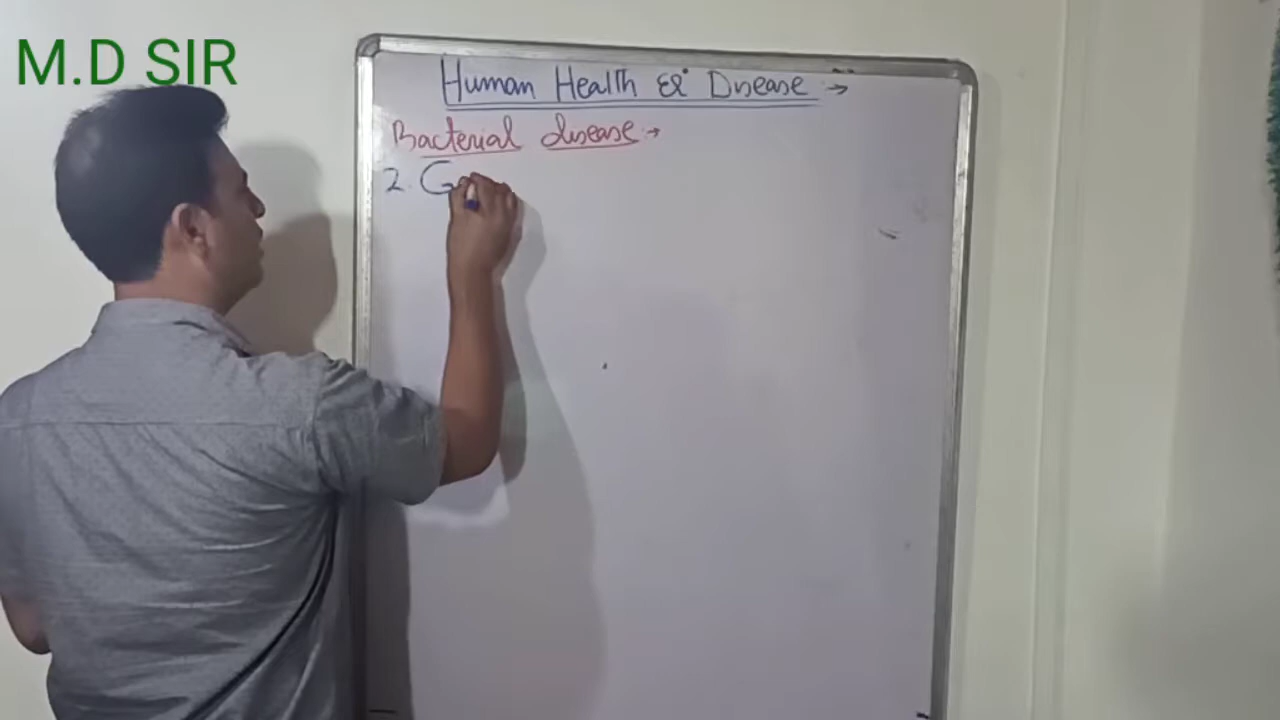 M.D SIR
Human Health & Disease →
Bacterial disease →
2. G